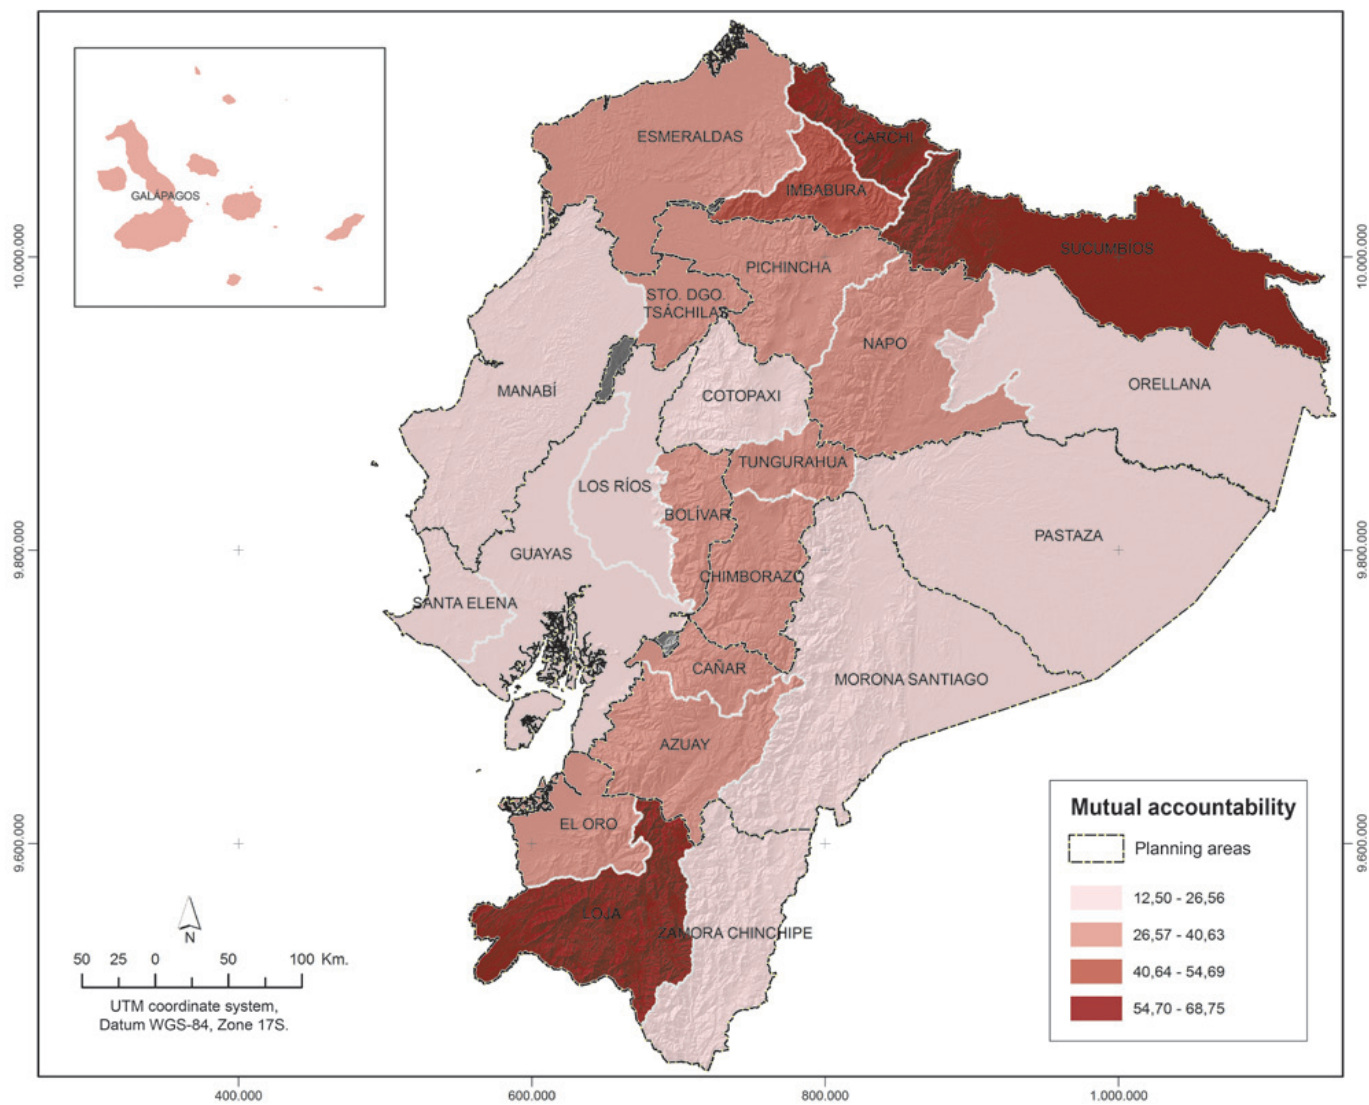 GALÁPAGOS
ESMERALDAS
CARCHI
IMBABURA
SUCUMBIOS
PICHINCHA
STO. DGO.
TSÁCHILAS
NAPO
MANABÍ
COTOPAXI
ORELLANA
TUNGURAHUA
LOS RÍOS
BOLÍVAR
GUAYAS
PASTAZA
CHIMBORAZO
SANTA ELENA
CAÑAR
MORONA SANTIAGO
AZUAY
EL ORO
LOJA
ZAMORA CHINCHIPE
10.000.000
9.800.000
9.600.000
10.000.000
9.800.000
9.600.000
Mutual accountability
Planning areas
12,50 - 26,56
26,57 - 40,63
40,64 - 54,69
54,70 - 68,75
N
50 25 0 50 100 Km.
UTM coordinate system,
Datum WGS-84, Zone 17S.
400.000 600.000 800.000 1.000.000